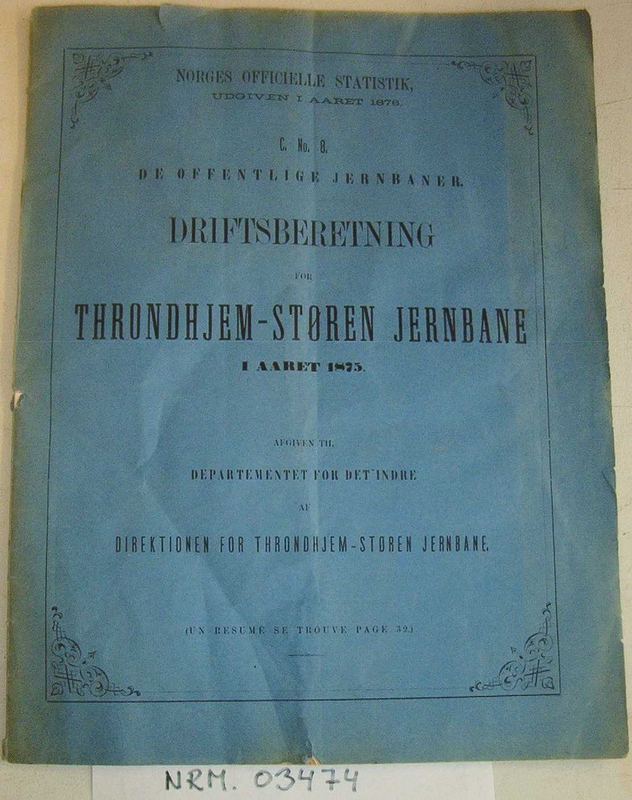 NORGES OFFICIELLE STATISTIK,
UDGIVEN I AARET 1876.
C. No. 8.
DE OFFENTLIGE JERNBANER.
DRIFTSBERETNING
FOR
THRONDHJEM-STØREN JERNBANE
I AARET 1875.
AFGIVEN TIL
DEPARTEMENTET FOR DET INDRE
AF
DIREKTIONEN FOR THRONDHJEM-STØREN JERNBANE.
(UN RESUMÉ SE TROUVE PAGE 32.)
NRM. 03474